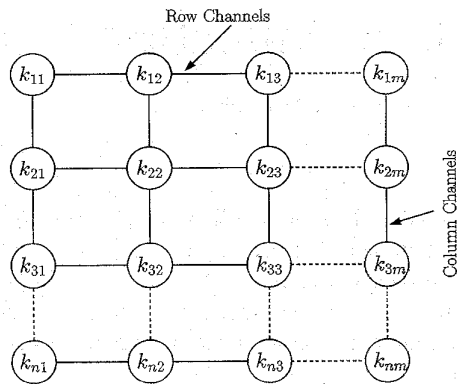 Row Channels
k11 k12 k13 k1m
k21 k22 k23 k2m
Column Channels
k31 k32 k33 k3m
kn1 kn2 kn3 knm